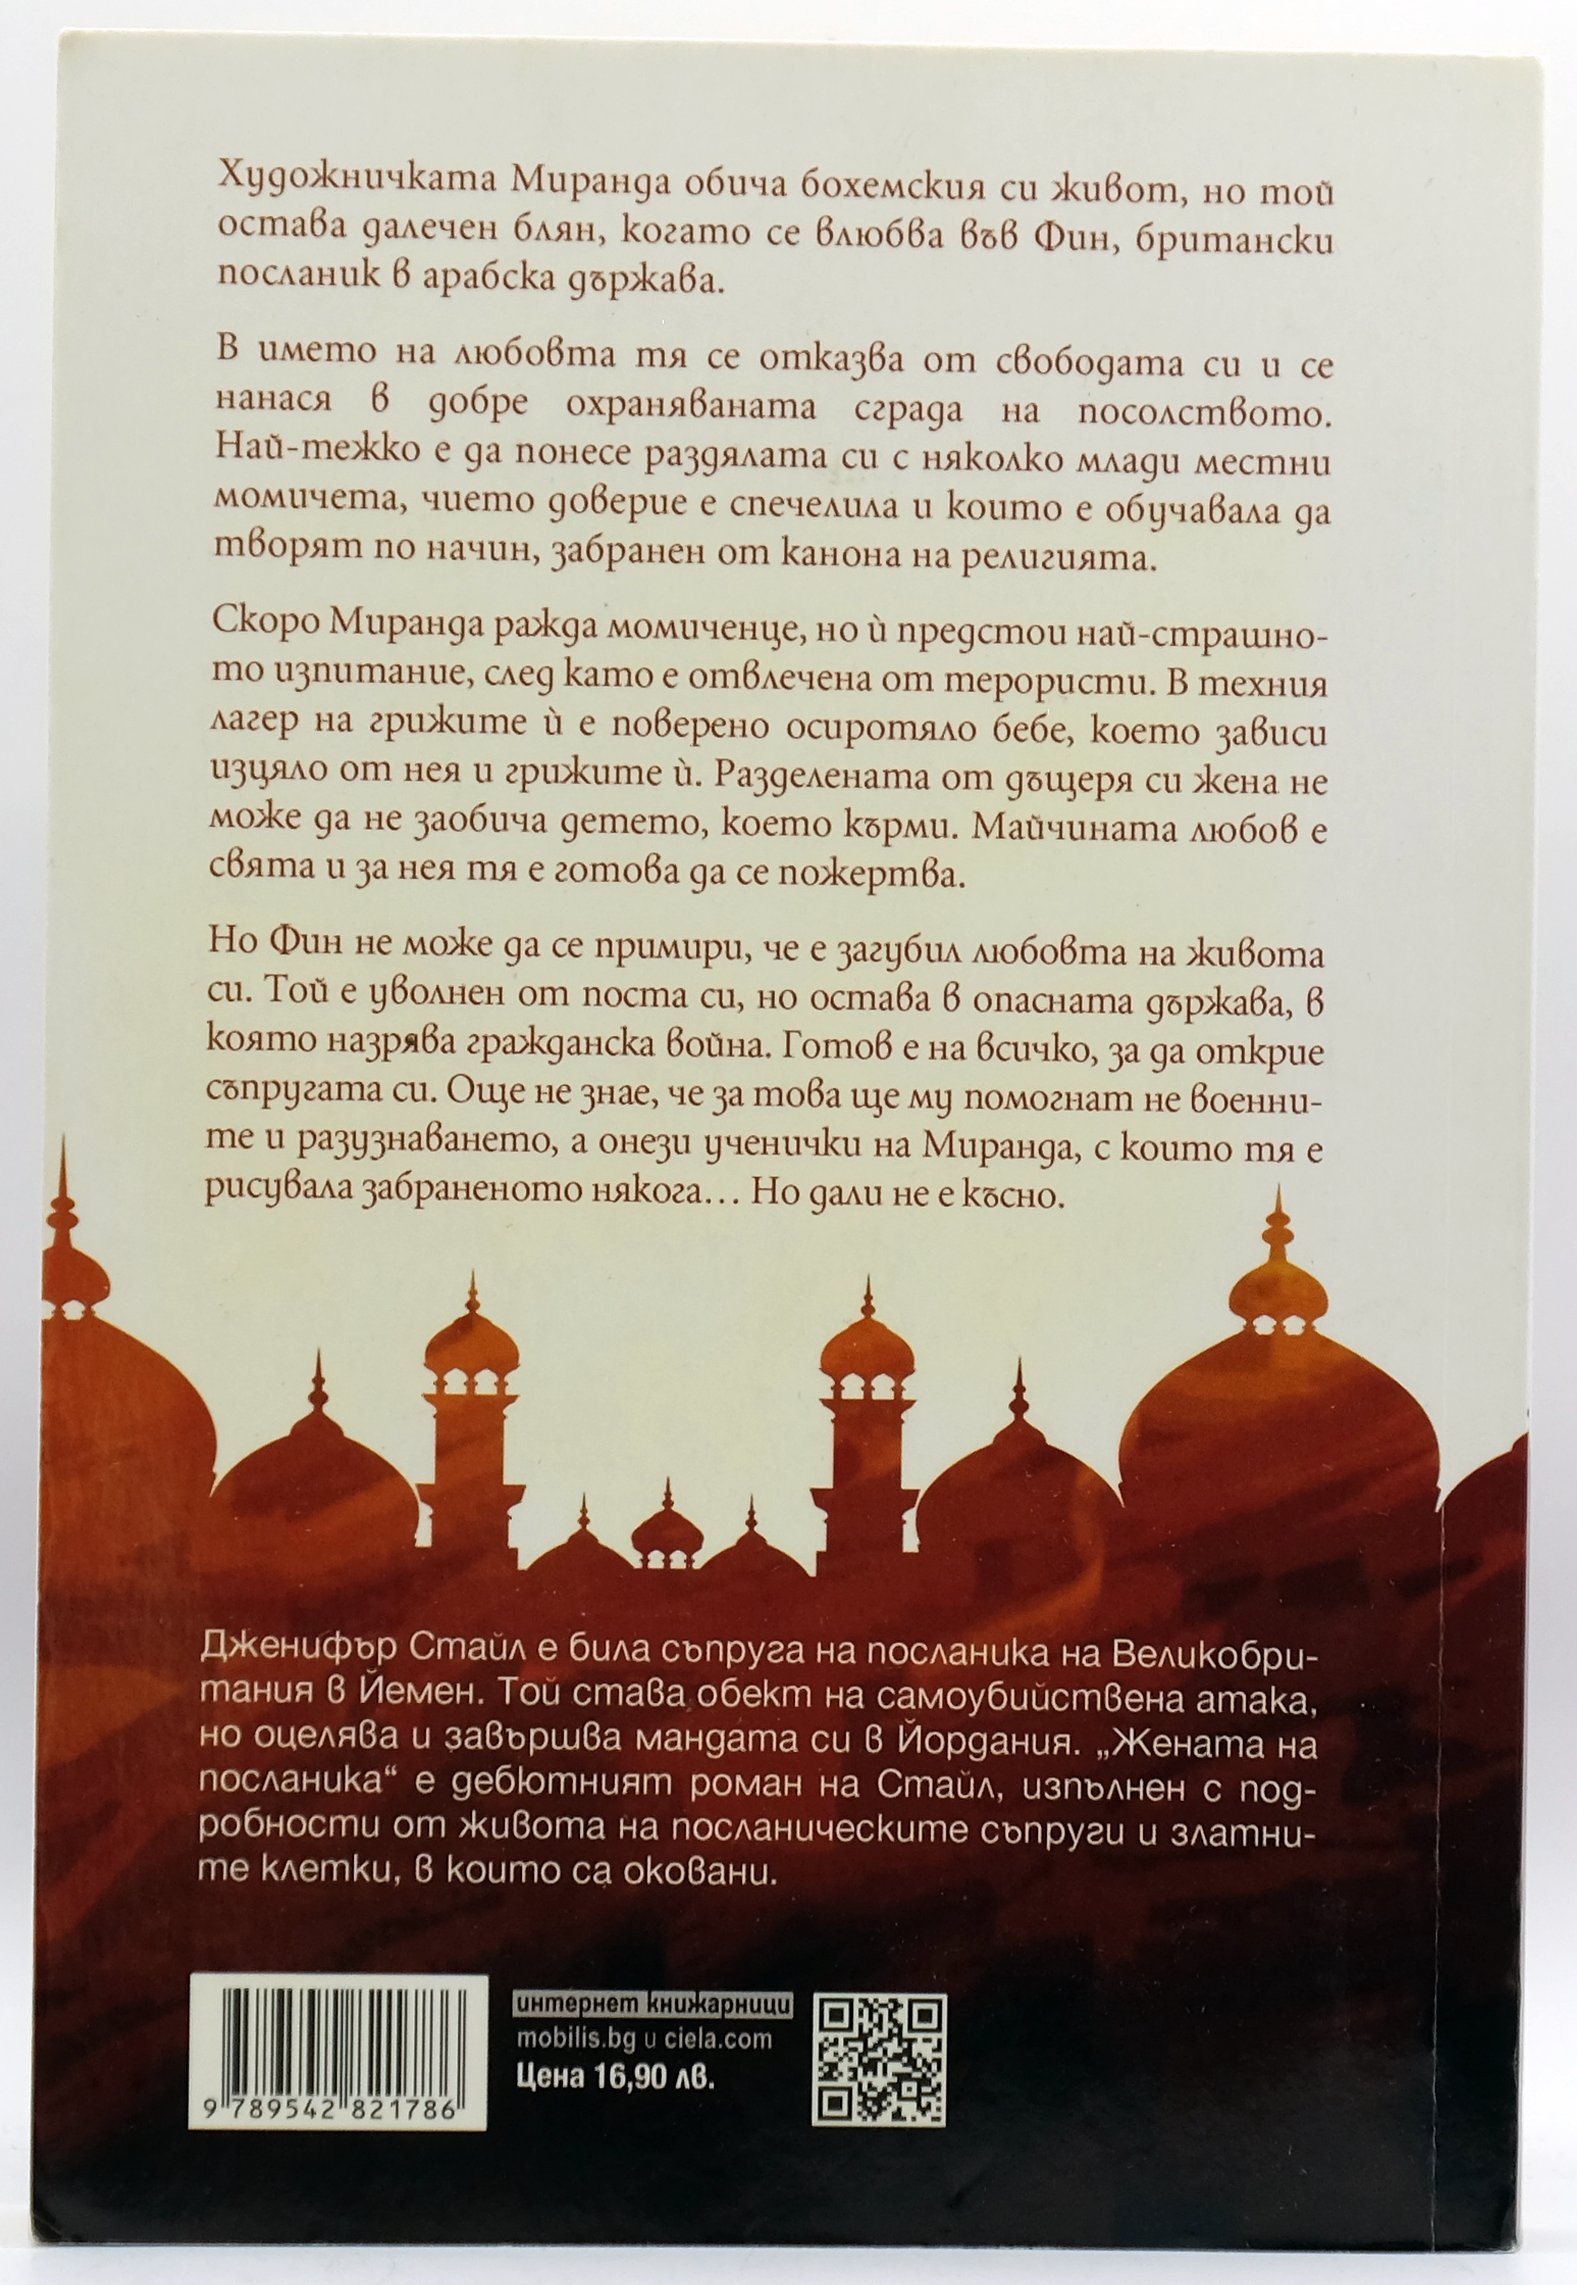 Художничката Миранда обича бохемския си живот, но той
остава далечен блян, когато се влюбва във Фин, британски
посланик в арабска държава.
В името на любовта тя се отказва от свободата си и се
нанася в добре охраняваната сграда на посолството.
Най-тежко е да понесе раздялата си с няколко млади местни
момичета, чието доверие е спечелила и които е обучавала да
творят по начин, забранен от канона на религията.
Скоро Миранда ражда момиченце, но ѝ предстои най-страшно-
то изпитание, след като е отвлечена от терористи. В техния
лагер на грижите ѝ е поверено осиротяло бебе, което зависи
изцяло от нея и грижите ѝ. Разделената от дъщеря си жена не
може да не заобича детето, което кърми. Майчината любов е
свята и за нея тя е готова да се пожертва.
Но Фин не може да се примири, че е загубил любовта на живота
си. Той е уволнен от поста си, но остава в опасната държава, в
която назрява гражданска война. Готов е на всичко, за да открие
съпругата си. Още не знае, че за това ще му помогнат не военни-
те и разузнаването, а онези ученички на Миранда, с които тя е
рисувала забраненото някога... Но дали не е късно.
Дженифър Стайл е била съпруга на посланика на Великобри-
тания в Йемен. Той става обект на самоубийствена атака,
но оцелява и завършва мандата си в Йордания. „Жената на
посланика“ е дебютният роман на Стайл, изпълнен с под-
робности от живота на посланическите съпруги и златни-
те клетки, в които са оковани.
интернет книжарници
mobilis.bg и ciela.com
Цена 16,90 лв.
9 789542 821786